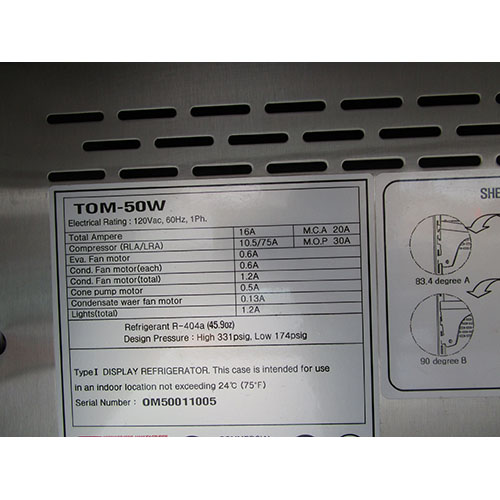 TOM-50W
Electrical Rating : 120Vac, 60Hz, 1Ph.
Total Ampere 16A M.C.A 20A
Compressor (RLA/LRA) 10.5/75A M.O.P 30A
Eva. Fan motor 0.6A
Cond. Fan motor(each) 0.6A
Cond. Fan motor(total) 1.2A
Cone pump motor 0.5A
Condensate waer fan motor 0.13A
Lights(total) 1.2A
Refrigerant R-404a (45.9oz)
Design Pressure : High 331psig, Low 174psig
Type I DISPLAY REFRIGERATOR. This case is intended for use
in an indoor location not exceeding 24°C (75°F)
Serial Number : OM50011005
83.4 degree A
90 degree B